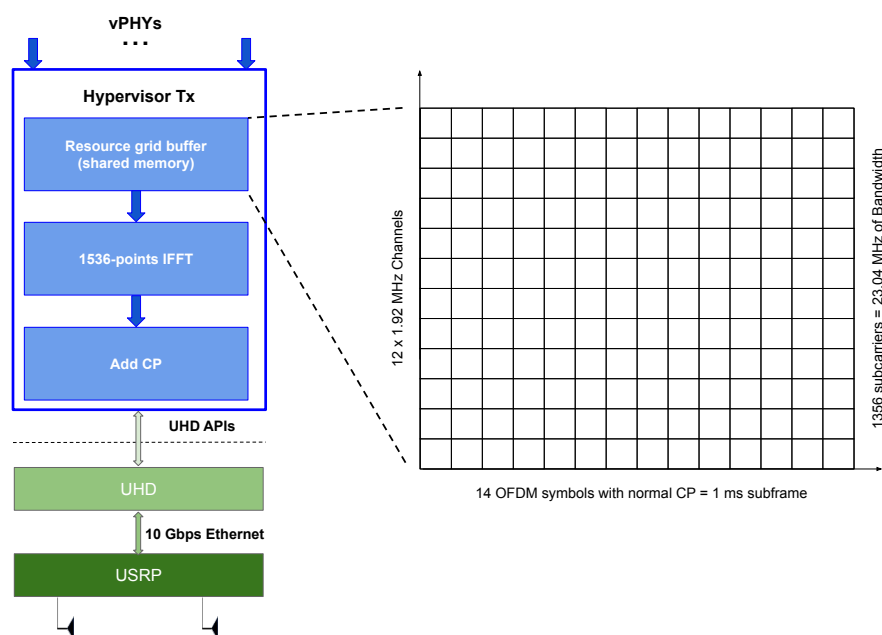 vPHYs
...
Hypervisor Tx
Resource grid buffer
(shared memory)
1536-points IFFT
Add CP
UHD APIs
UHD
10 Gbps Ethernet
USRP
12 x 1.92 MHz Channels
1356 subcarriers = 23.04 MHz of Bandwidth
14 OFDM symbols with normal CP = 1 ms subframe